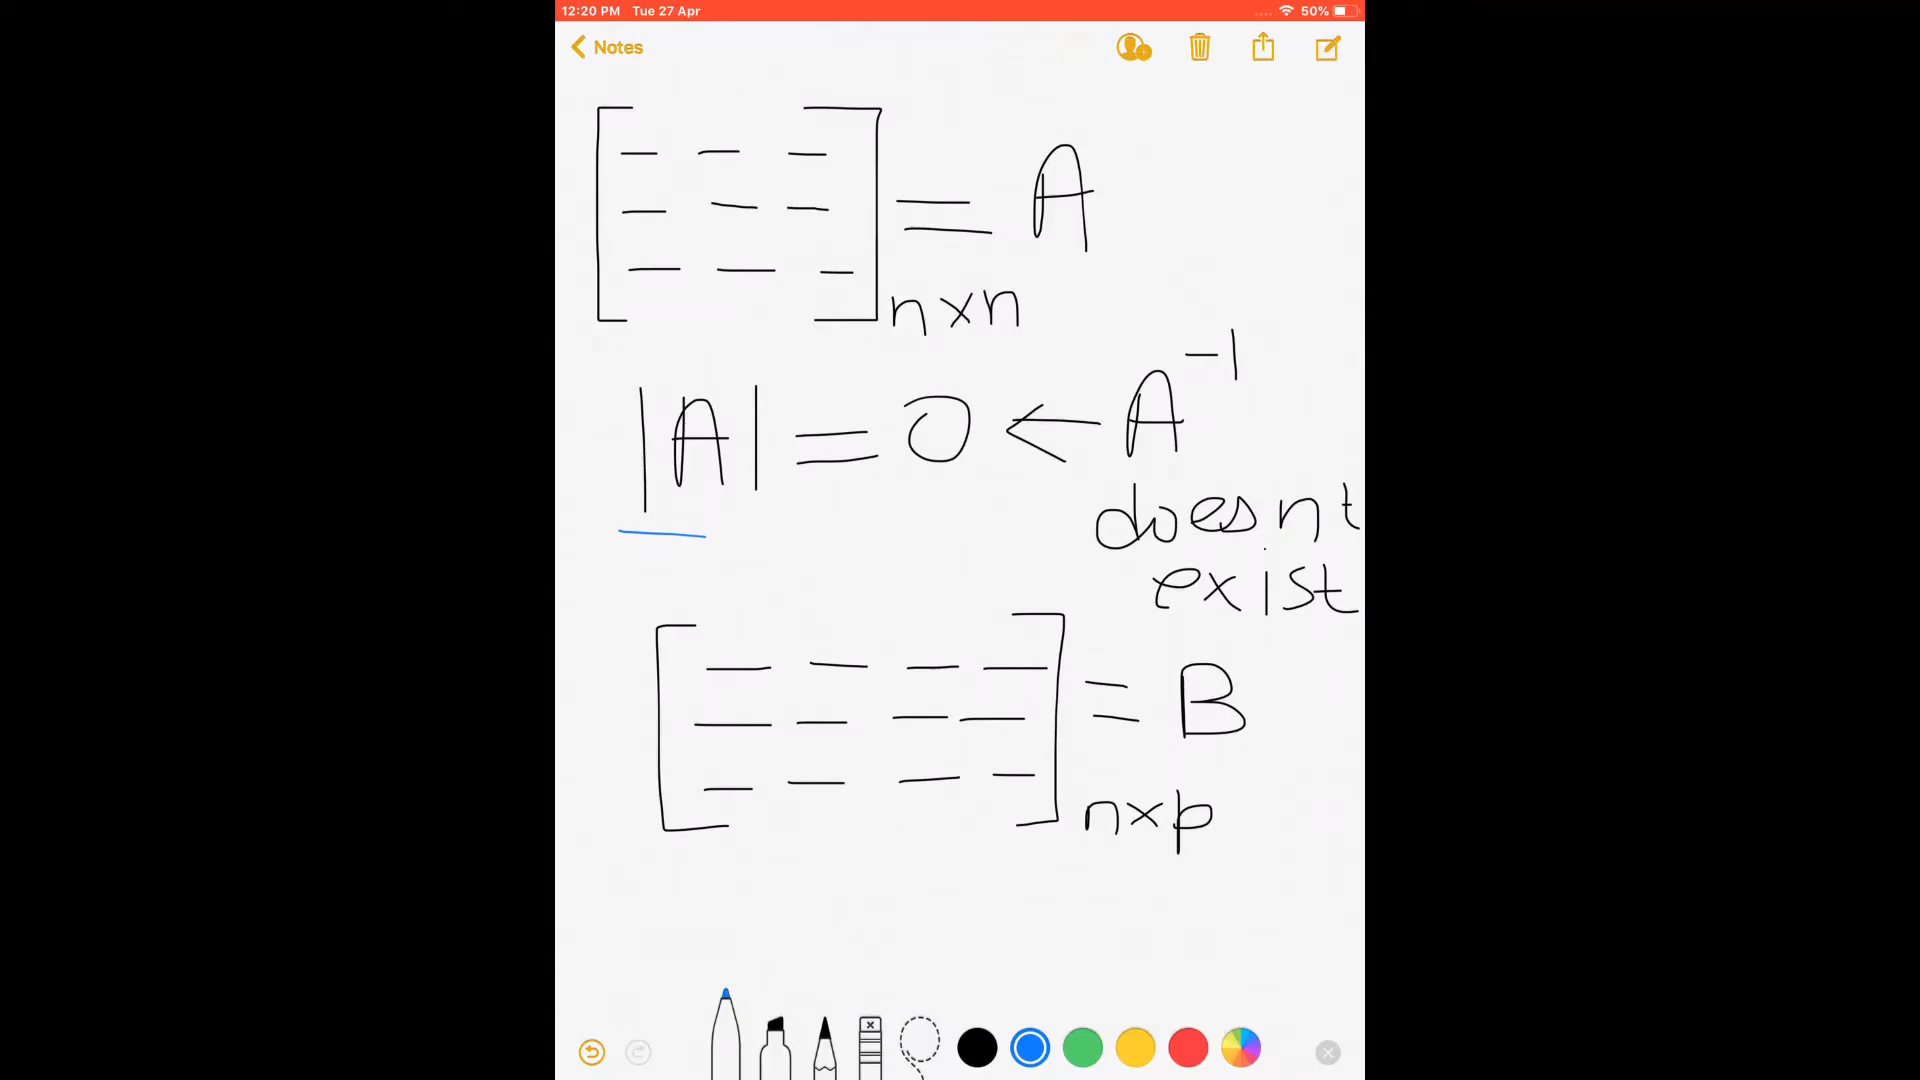 12:20 PM Tue 27 Apr 50%
Notes
= A
n×n
|A| = 0 ← A⁻¹
doesnt
exist
= B
n×p